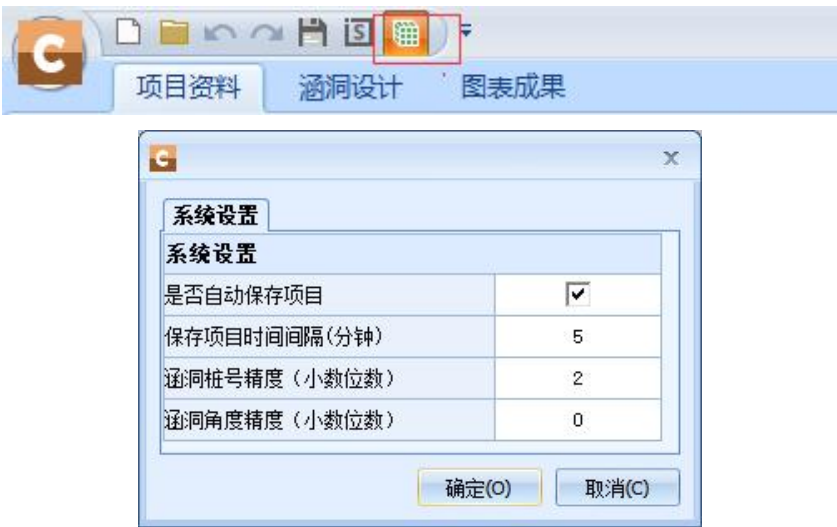 C
项目资料 涵洞设计 图表成果
C
系统设置
系统设置
是否自动保存项目
保存项目时间间隔(分钟) 5
涵洞桩号精度（小数位数） 2
涵洞角度精度（小数位数） 0
确定(O) 取消(C)